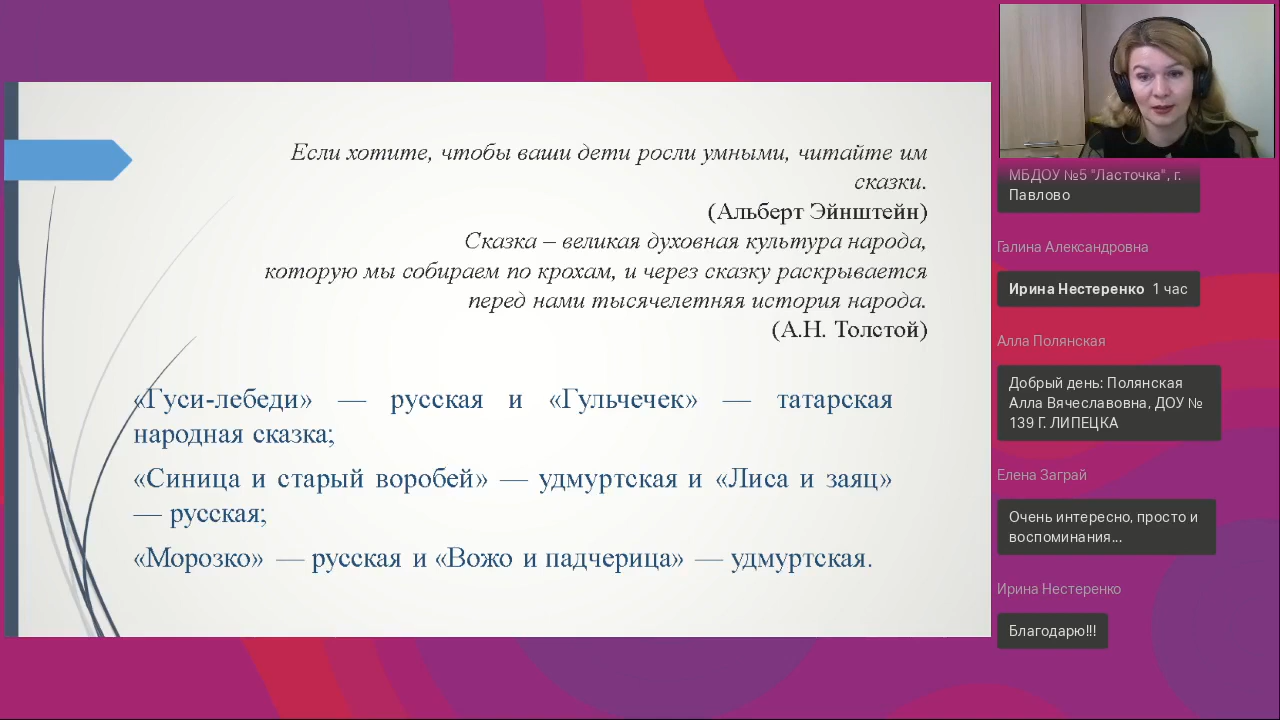 Если хотите, чтобы ваши дети росли умными, читайте им
сказки.
(Альберт Эйнштейн)
Сказка – великая духовная культура народа,
которую мы собираем по крохам, и через сказку раскрывается
перед нами тысячелетняя история народа.
(А.Н. Толстой)
«Гуси-лебеди» — русская и «Гульчечек» — татарская
народная сказка;
«Синица и старый воробей» — удмуртская и «Лиса и заяц»
— русская;
«Морозко» — русская и «Вожо и падчерица» — удмуртская.
МБДОУ №5 "Ласточка", г.
Павлово
Галина Александровна
Ирина Нестеренко 1 час
Алла Полянская
Добрый день: Полянская
Алла Вячеславовна, ДОУ №
139 Г. ЛИПЕЦКА
Елена Заграй
Очень интересно, просто и
воспоминания...
Ирина Нестеренко
Благодарю!!!